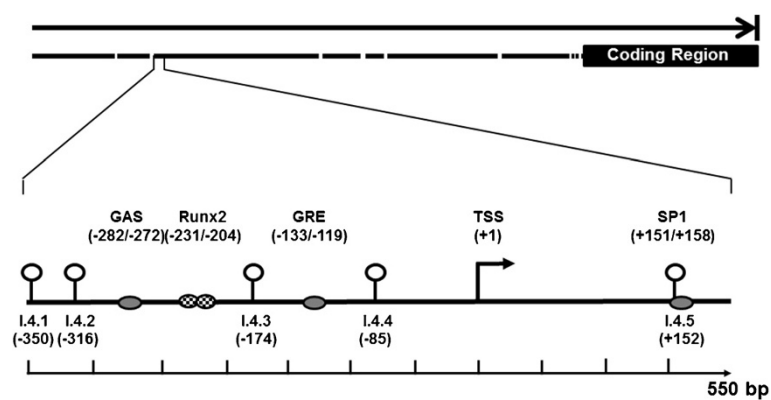 Coding Region
GAS Runx2 GRE TSS SP1
(-282/-272)(-231/-204) (-133/-119) (+1) (+151/+158)
I.4.1 I.4.2 I.4.3 I.4.4 I.4.5
(-350) (-316) (-174) (-85) (+152)
550 bp